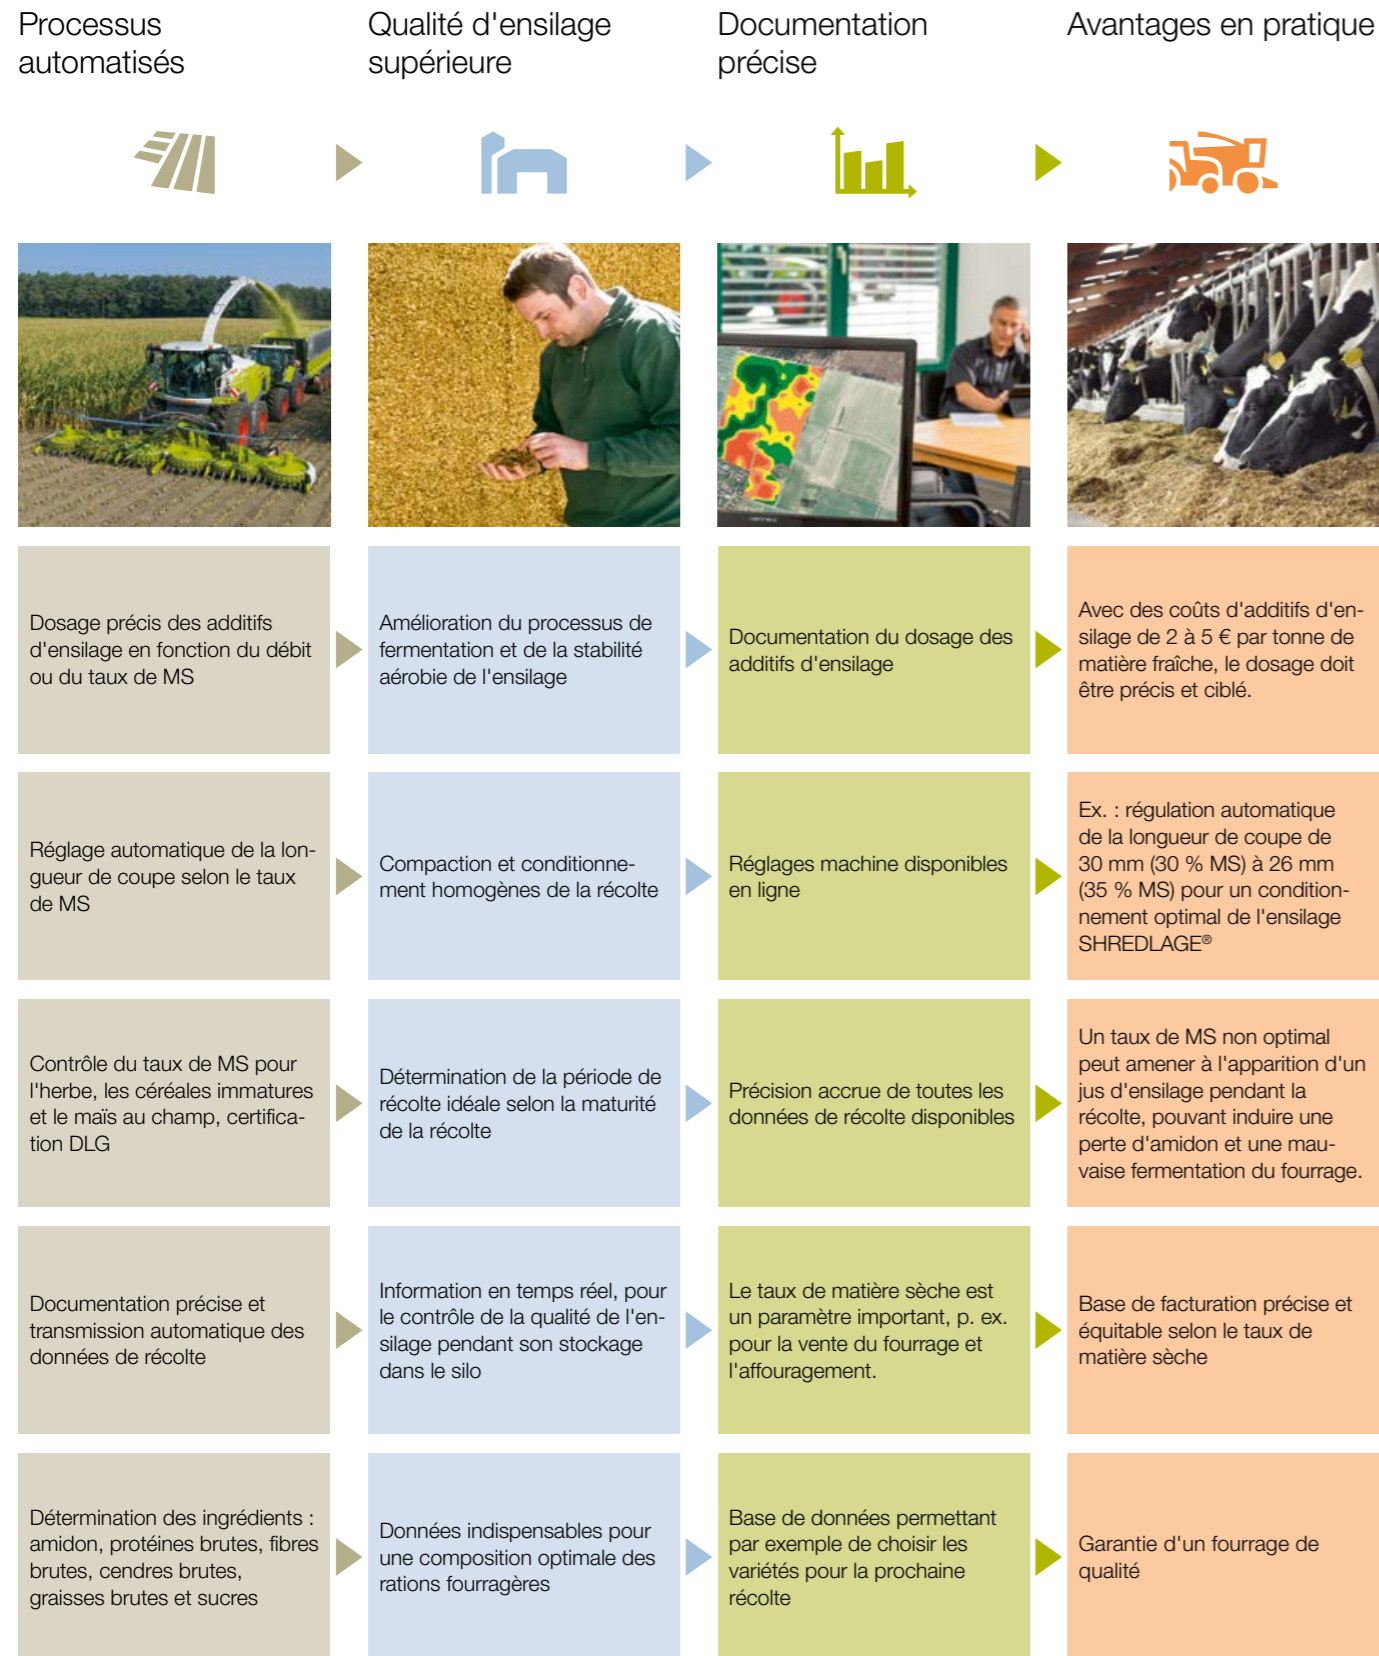 Processus
automatisés
Qualité d'ensilage
supérieure
Documentation
précise
Avantages en pratique
Dosage précis des additifs
d'ensilage en fonction du débit
ou du taux de MS
Amélioration du processus de
fermentation et de la stabilité
aérobie de l'ensilage
Documentation du dosage des
additifs d'ensilage
Avec des coûts d'additifs d'en-
silage de 2 à 5 € par tonne de
matière fraîche, le dosage doit
être précis et ciblé.
Réglage automatique de la lon-
gueur de coupe selon le taux
de MS
Compaction et conditionne-
ment homogènes de la récolte
Réglages machine disponibles
en ligne
Ex. : régulation automatique
de la longueur de coupe de
30 mm (30 % MS) à 26 mm
(35 % MS) pour un condition-
nement optimal de l'ensilage
SHREDLAGE®
Contrôle du taux de MS pour
l'herbe, les céréales immatures
et le maïs au champ, certifica-
tion DLG
Détermination de la période de
récolte idéale selon la maturité
de la récolte
Précision accrue de toutes les
données de récolte disponibles
Un taux de MS non optimal
peut amener à l'apparition d'un
jus d'ensilage pendant la
récolte, pouvant induire une
perte d'amidon et une mau-
vaise fermentation du fourrage.
Documentation précise et
transmission automatique des
données de récolte
Information en temps réel, pour
le contrôle de la qualité de l'en-
silage pendant son stockage
dans le silo
Le taux de matière sèche est
un paramètre important, p. ex.
pour la vente du fourrage et
l'affouragement.
Base de facturation précise et
équitable selon le taux de
matière sèche
Détermination des ingrédients :
amidon, protéines brutes, fibres
brutes, cendres brutes,
graisses brutes et sucres
Données indispensables pour
une composition optimale des
rations fourragères
Base de données permettant
par exemple de choisir les
variétés pour la prochaine
récolte
Garantie d'un fourrage de
qualité